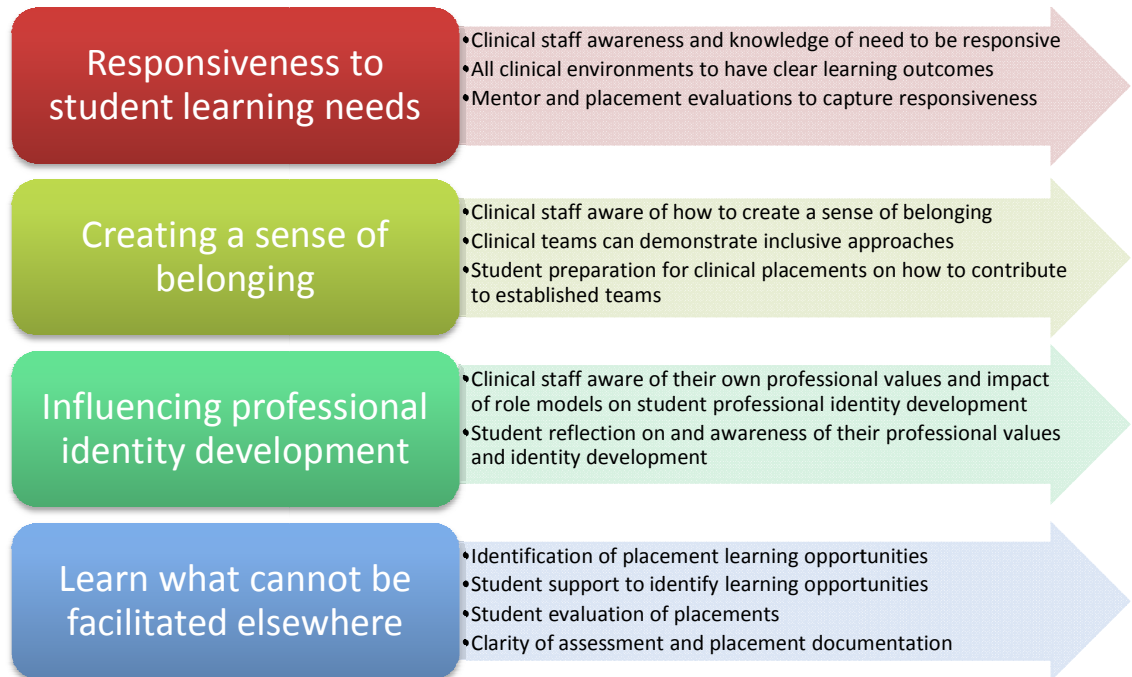 Responsiveness to
student learning needs
•Clinical staff awareness and knowledge of need to be responsive
•All clinical environments to have clear learning outcomes
•Mentor and placement evaluations to capture responsiveness
Creating a sense of
belonging
•Clinical staff aware of how to create a sense of belonging
•Clinical teams can demonstrate inclusive approaches
•Student preparation for clinical placements on how to contribute
to established teams
Influencing professional
identity development
•Clinical staff aware of their own professional values and impact
of role models on student professional identity development
•Student reflection on and awareness of their professional values
and identity development
Learn what cannot be
facilitated elsewhere
•Identification of placement learning opportunities
•Student support to identify learning opportunities
•Student evaluation of placements
•Clarity of assessment and placement documentation